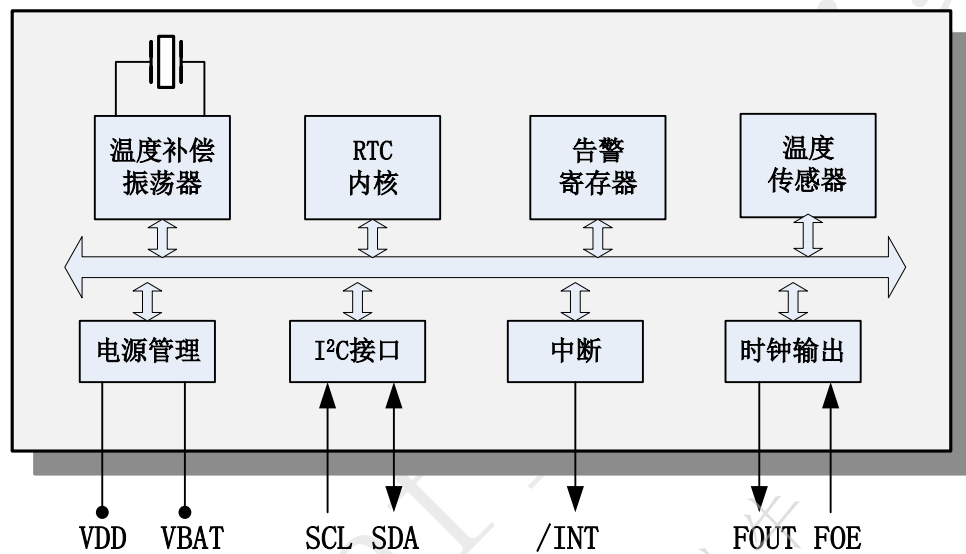 温度补偿
振荡器
RTC
内核
告警
寄存器
温度
传感器
电源管理
I²C接口
中断
时钟输出
VDD VBAT SCL SDA /INT FOUT FOE